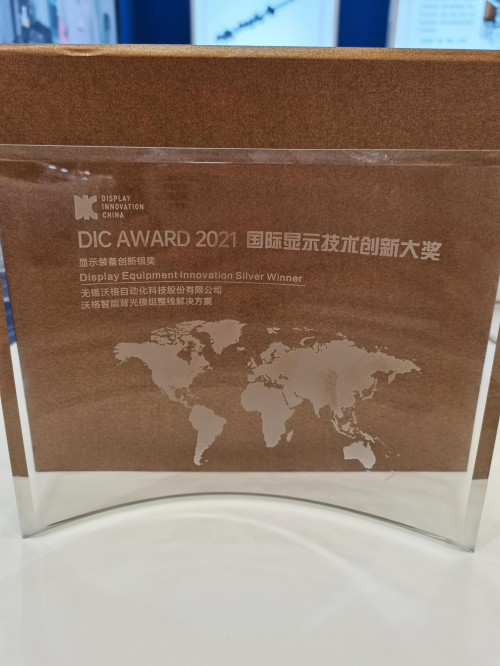 DISPLAY
INNOVATION
CHINA
DIC AWARD 2021 国际显示技术创新大奖
显示装备创新银奖
Display Equipment Innovation Silver Winner
无锡沃格自动化科技股份有限公司
沃格智能背光模组整线解决方案